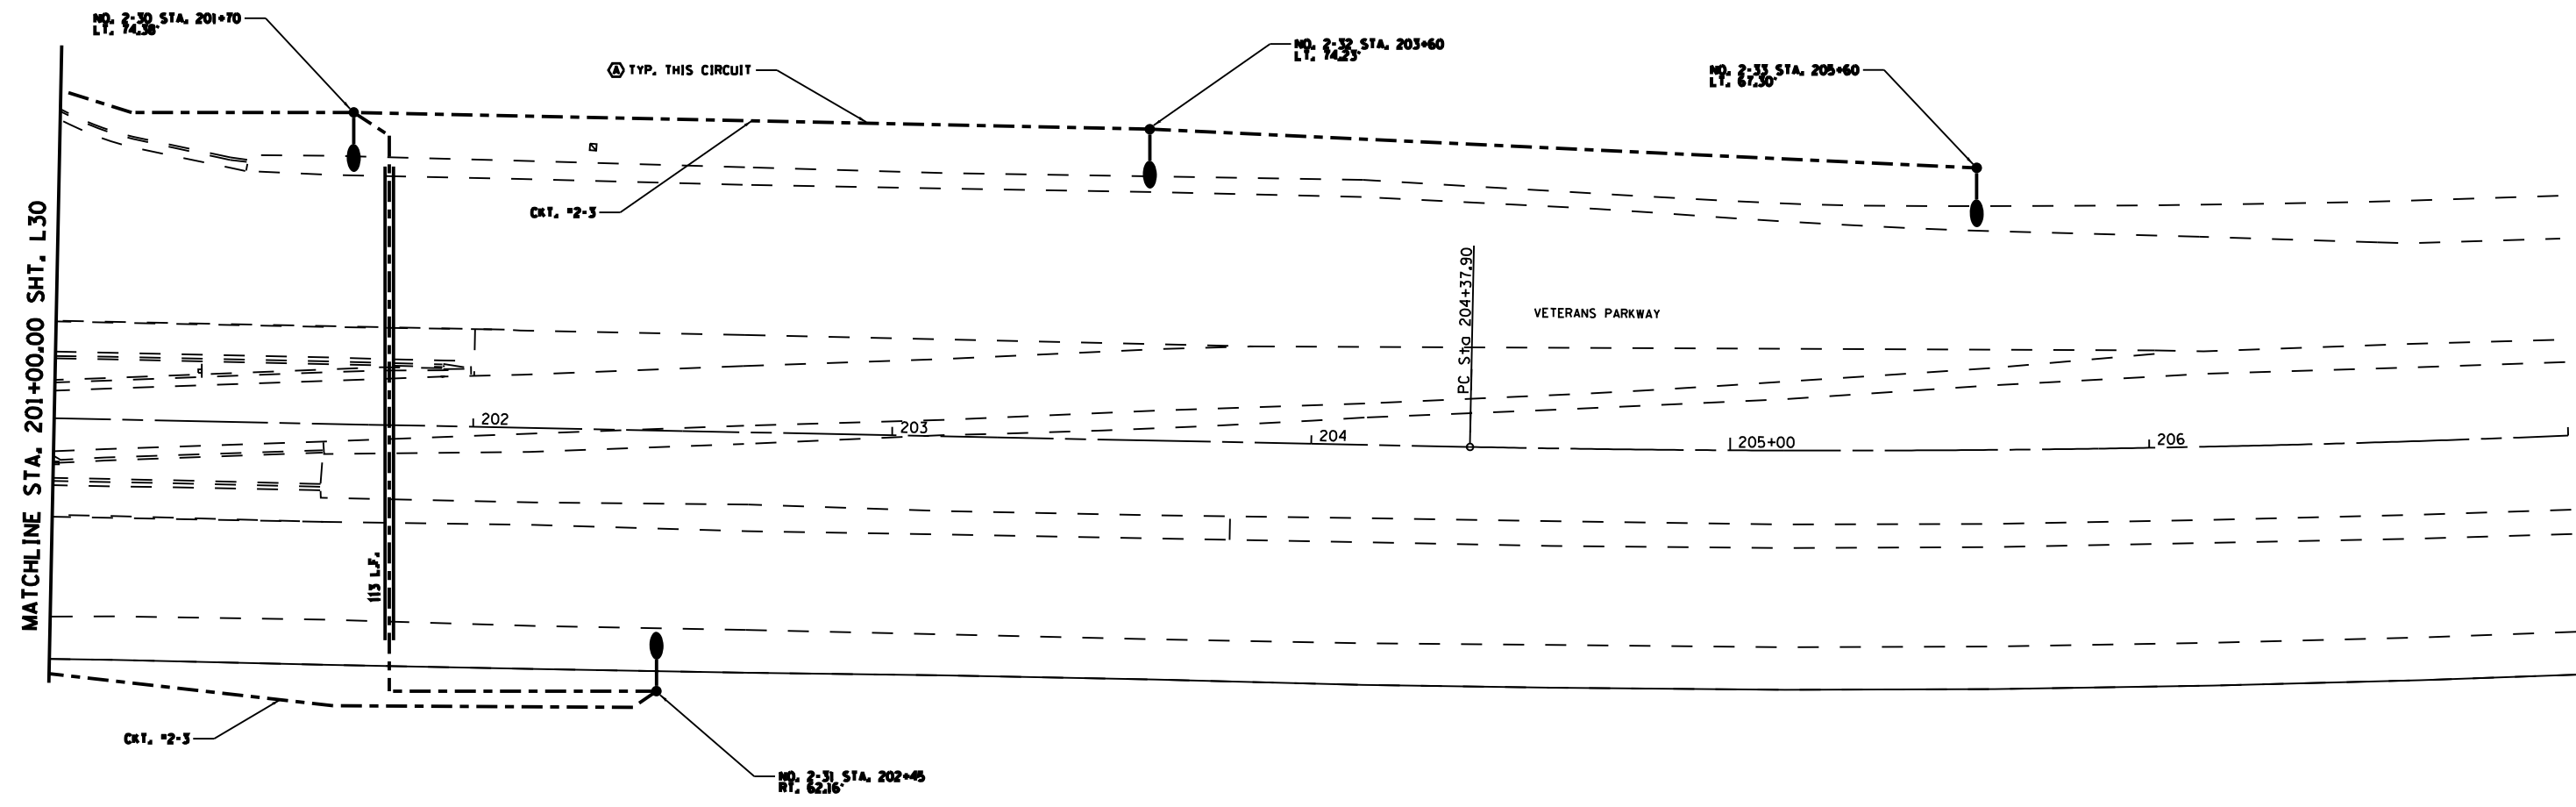 NO. 2-30 STA. 201+70
LT. 74.38'
Ⓐ TYP. THIS CIRCUIT
NO. 2-32 STA. 203+60
LT. 74.23'
NO. 2-33 STA. 205+60
LT. 67.30'
CKT. #2-3
MATCHLINE STA. 201+00.00 SHT. L30
PC Sta 204+37.90
VETERANS PARKWAY
202
203
204
205+00
206
113 L.F.
CKT. #2-3
NO. 2-31 STA. 202+45
RT. 62.16'